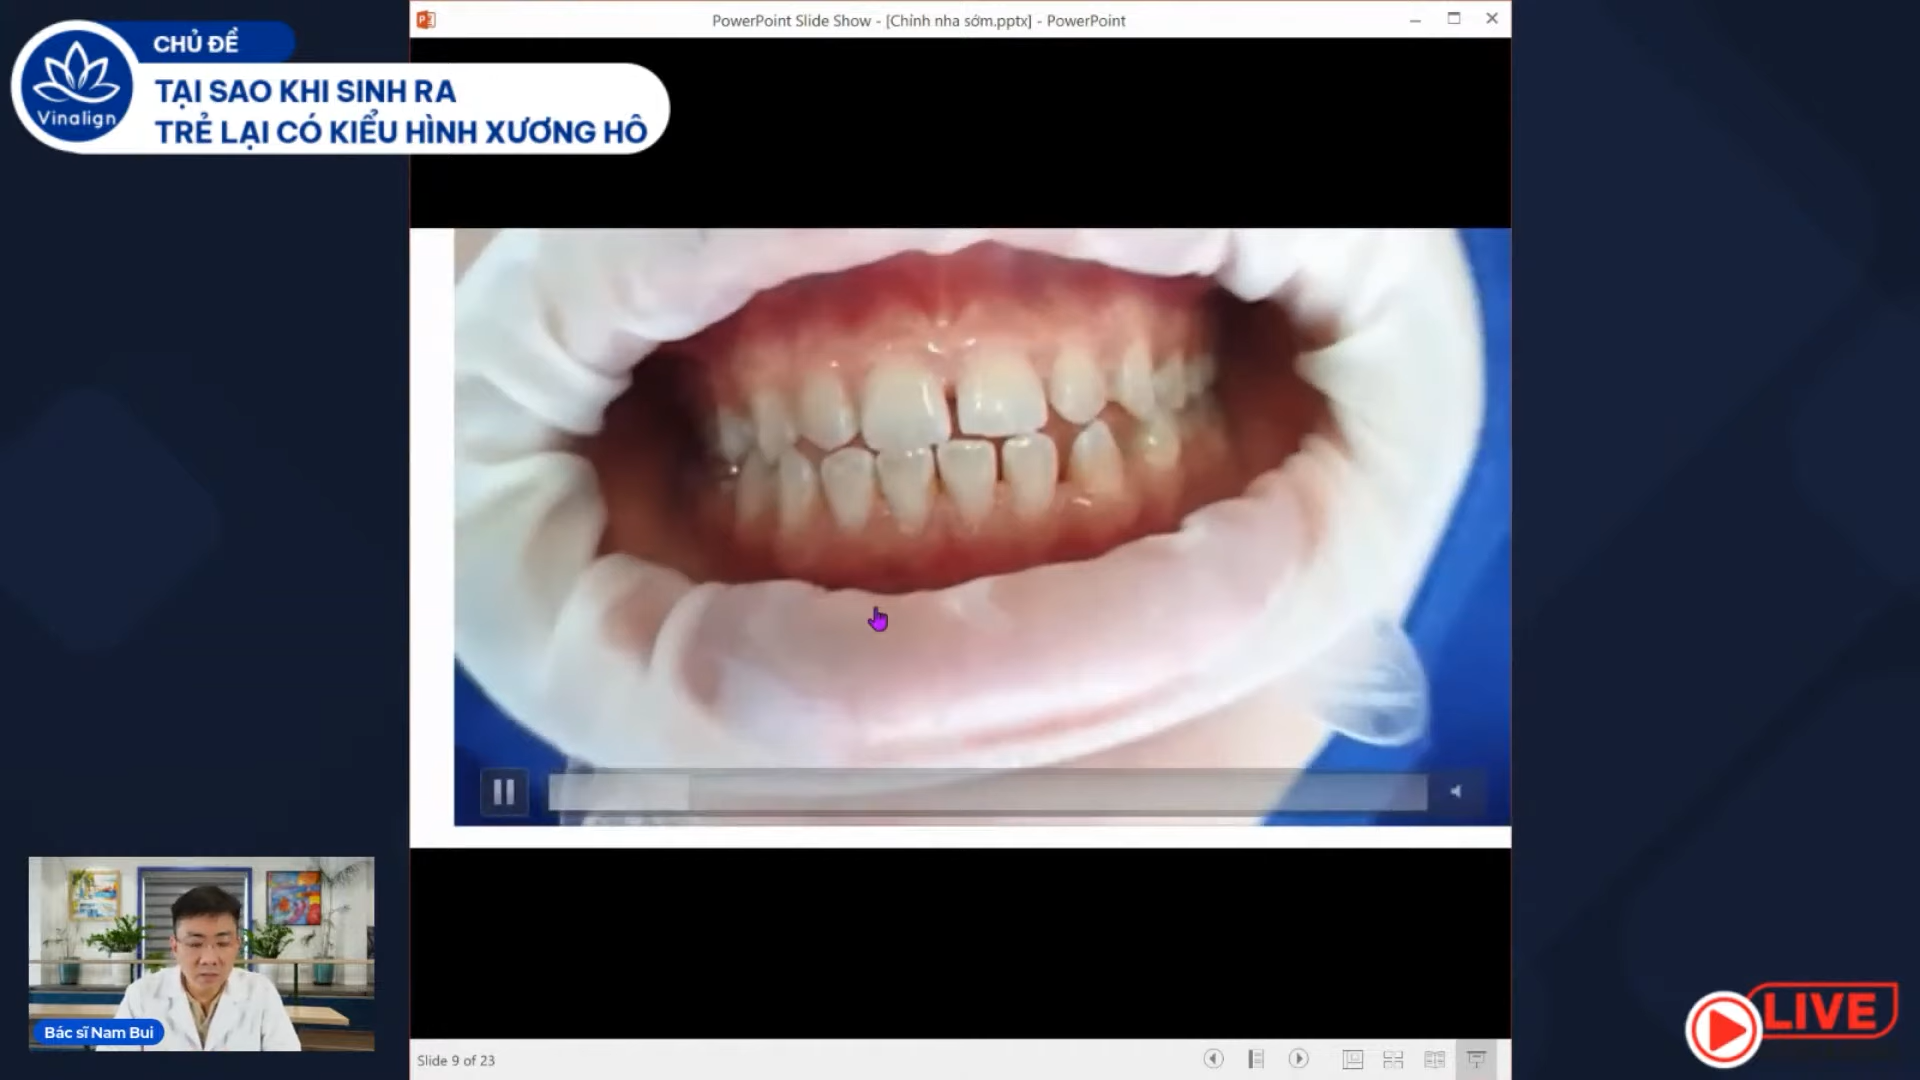 PowerPoint Slide Show - [Chỉnh nha sớm.pptx] - PowerPoint
CHỦ ĐỀ
TẠI SAO KHI SINH RA
TRẺ LẠI CÓ KIỂU HÌNH XƯƠNG HÔ
Vinalign
Bác sĩ Nam Bui
LIVE
Slide 9 of 23